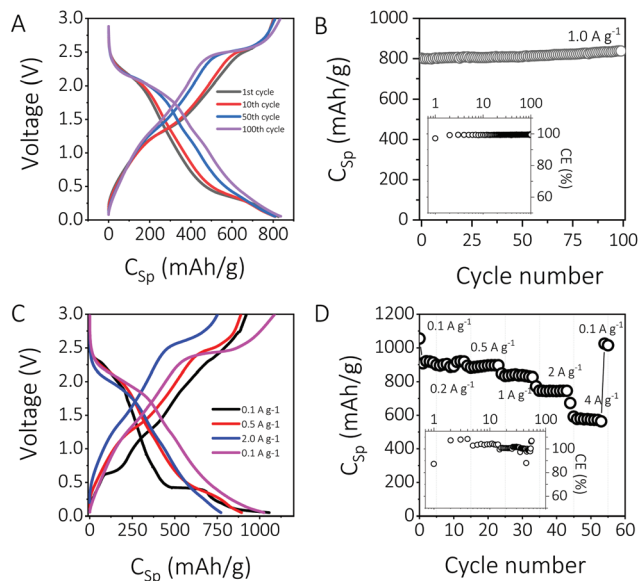 A
Voltage (V)
3.0
2.5
2.0
1.5
1.0
0.5
0.0
1st cycle
10th cycle
50th cycle
100th cycle
0 200 400 600 800
C_Sp (mAh/g)
B
C_Sp (mAh/g)
1000
800
600
400
200
0
1.0 A g⁻¹
1 10 100
100
80
60
CE (%)
0 25 50 75 100
Cycle number
C
Voltage (V)
3.0
2.5
2.0
1.5
1.0
0.5
0.0
0.1 A g-1
0.5 A g-1
2.0 A g-1
0.1 A g-1
0 250 500 750 1000
C_Sp (mAh/g)
D
C_Sp (mAh/g)
1200
1000
800
600
400
200
0
0.1 A g⁻¹
0.1 A g⁻¹
0.5 A g⁻¹
2 A g⁻¹
0.2 A g⁻¹
1 A g⁻¹
4 A g⁻¹
1 10 100
120
100
80
60
CE (%)
0 10 20 30 40 50 60
Cycle number